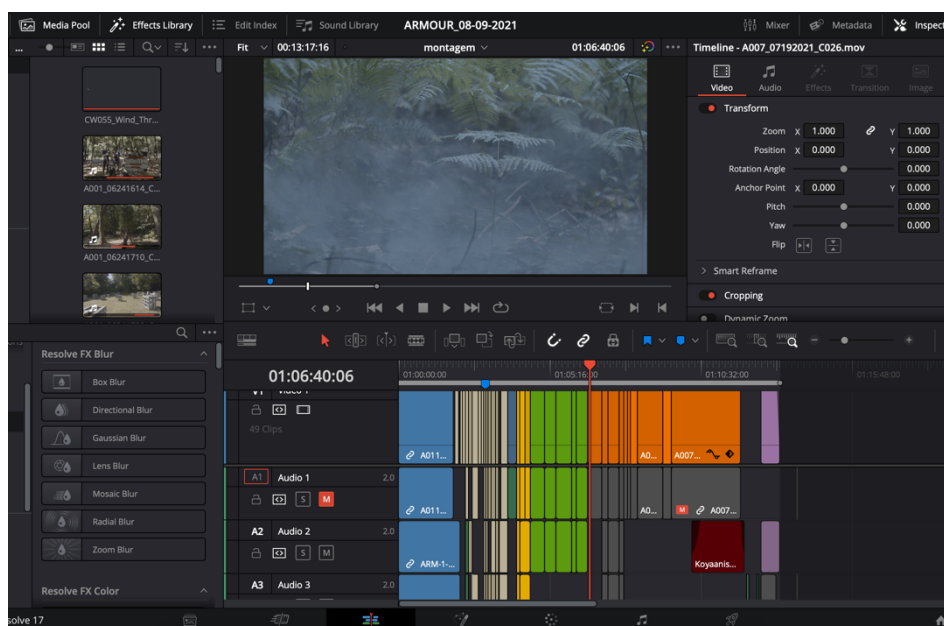 Media Pool Effects Library Edit Index Sound Library ARMOUR_08-09-2021 Mixer Metadata Inspec
... Fit 00:13:17:16 montagem 01:06:40:06 ... Timeline - A007_07192021_C026.mov
Video Audio Effects Transition Image
Transform
CW055_Wind_Thr...
Zoom X 1.000 Y 1.000
Position X 0.000 Y 0.000
Rotation Angle 0.000
A001_06241614_C...
Anchor Point X 0.000 Y 0.000
Pitch 0.000
Yaw 0.000
Flip
A001_06241710_C...
Smart Reframe
Cropping
Dynamic Zoom
Resolve FX Blur
Box Blur
Directional Blur
Gaussian Blur
Lens Blur
Mosaic Blur
Radial Blur
Zoom Blur
Resolve FX Color
01:06:40:06
01:00:00:00 01:05:16:00 01:10:32:00 01:15:48:00
V1 Video 1
49 Clips
A011... A0... A007...
A1 Audio 1 2.0
S M
A011... A0... M A007...
A2 Audio 2 2.0
S M
ARM-1-... Koyaanis...
A3 Audio 3 2.0
solve 17